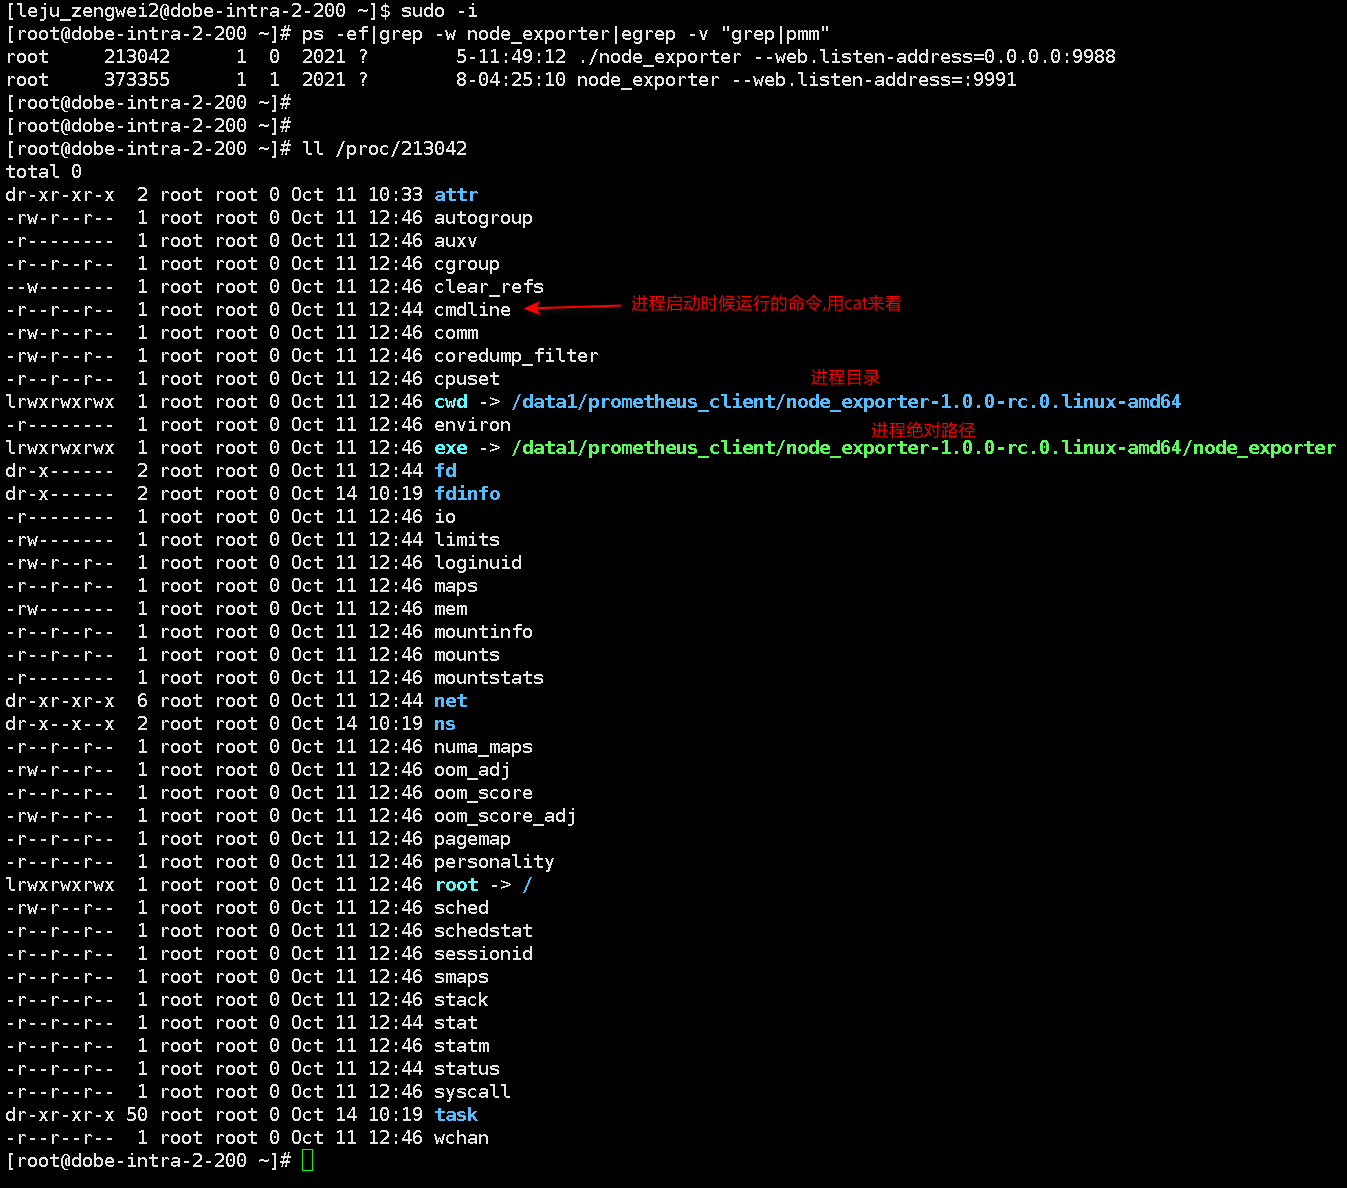 [leju_zengwei2@dobe-intra-2-200 ~]$ sudo -i
[root@dobe-intra-2-200 ~]# ps -ef|grep -w node_exporter|egrep -v "grep|pmm"
root     213042      1  0  2021 ?        5-11:49:12 ./node_exporter --web.listen-address=0.0.0.0:9988
root     373355      1  1  2021 ?        8-04:25:10 node_exporter --web.listen-address=:9991
[root@dobe-intra-2-200 ~]#
[root@dobe-intra-2-200 ~]#
[root@dobe-intra-2-200 ~]# ll /proc/213042
total 0
dr-xr-xr-x  2 root root 0 Oct 11 10:33 attr
-rw-r--r--  1 root root 0 Oct 11 12:46 autogroup
-r--------  1 root root 0 Oct 11 12:46 auxv
-r--r--r--  1 root root 0 Oct 11 12:46 cgroup
--w-------  1 root root 0 Oct 11 12:46 clear_refs
-r--r--r--  1 root root 0 Oct 11 12:44 cmdline 进程启动时候运行的命令,用cat来看
-rw-r--r--  1 root root 0 Oct 11 12:46 comm
-rw-r--r--  1 root root 0 Oct 11 12:46 coredump_filter
-r--r--r--  1 root root 0 Oct 11 12:46 cpuset 进程目录
lrwxrwxrwx  1 root root 0 Oct 11 12:46 cwd -> /data1/prometheus_client/node_exporter-1.0.0-rc.0.linux-amd64
-r--------  1 root root 0 Oct 11 12:46 environ 进程绝对路径
lrwxrwxrwx  1 root root 0 Oct 11 12:46 exe -> /data1/prometheus_client/node_exporter-1.0.0-rc.0.linux-amd64/node_exporter
dr-x------  2 root root 0 Oct 11 12:44 fd
dr-x------  2 root root 0 Oct 14 10:19 fdinfo
-r--------  1 root root 0 Oct 11 12:46 io
-rw-------  1 root root 0 Oct 11 12:44 limits
-rw-r--r--  1 root root 0 Oct 11 12:46 loginuid
-r--r--r--  1 root root 0 Oct 11 12:46 maps
-rw-------  1 root root 0 Oct 11 12:46 mem
-r--r--r--  1 root root 0 Oct 11 12:46 mountinfo
-r--r--r--  1 root root 0 Oct 11 12:46 mounts
-r--------  1 root root 0 Oct 11 12:46 mountstats
dr-xr-xr-x  6 root root 0 Oct 11 12:44 net
dr-x--x--x  2 root root 0 Oct 14 10:19 ns
-r--r--r--  1 root root 0 Oct 11 12:46 numa_maps
-rw-r--r--  1 root root 0 Oct 11 12:46 oom_adj
-r--r--r--  1 root root 0 Oct 11 12:46 oom_score
-rw-r--r--  1 root root 0 Oct 11 12:46 oom_score_adj
-r--r--r--  1 root root 0 Oct 11 12:46 pagemap
-r--r--r--  1 root root 0 Oct 11 12:46 personality
lrwxrwxrwx  1 root root 0 Oct 11 12:46 root -> /
-rw-r--r--  1 root root 0 Oct 11 12:46 sched
-r--r--r--  1 root root 0 Oct 11 12:46 schedstat
-r--r--r--  1 root root 0 Oct 11 12:46 sessionid
-r--r--r--  1 root root 0 Oct 11 12:46 smaps
-r--r--r--  1 root root 0 Oct 11 12:46 stack
-r--r--r--  1 root root 0 Oct 11 12:44 stat
-r--r--r--  1 root root 0 Oct 11 12:46 statm
-r--r--r--  1 root root 0 Oct 11 12:44 status
-r--r--r--  1 root root 0 Oct 11 12:46 syscall
dr-xr-xr-x 50 root root 0 Oct 14 10:19 task
-r--r--r--  1 root root 0 Oct 11 12:46 wchan
[root@dobe-intra-2-200 ~]#